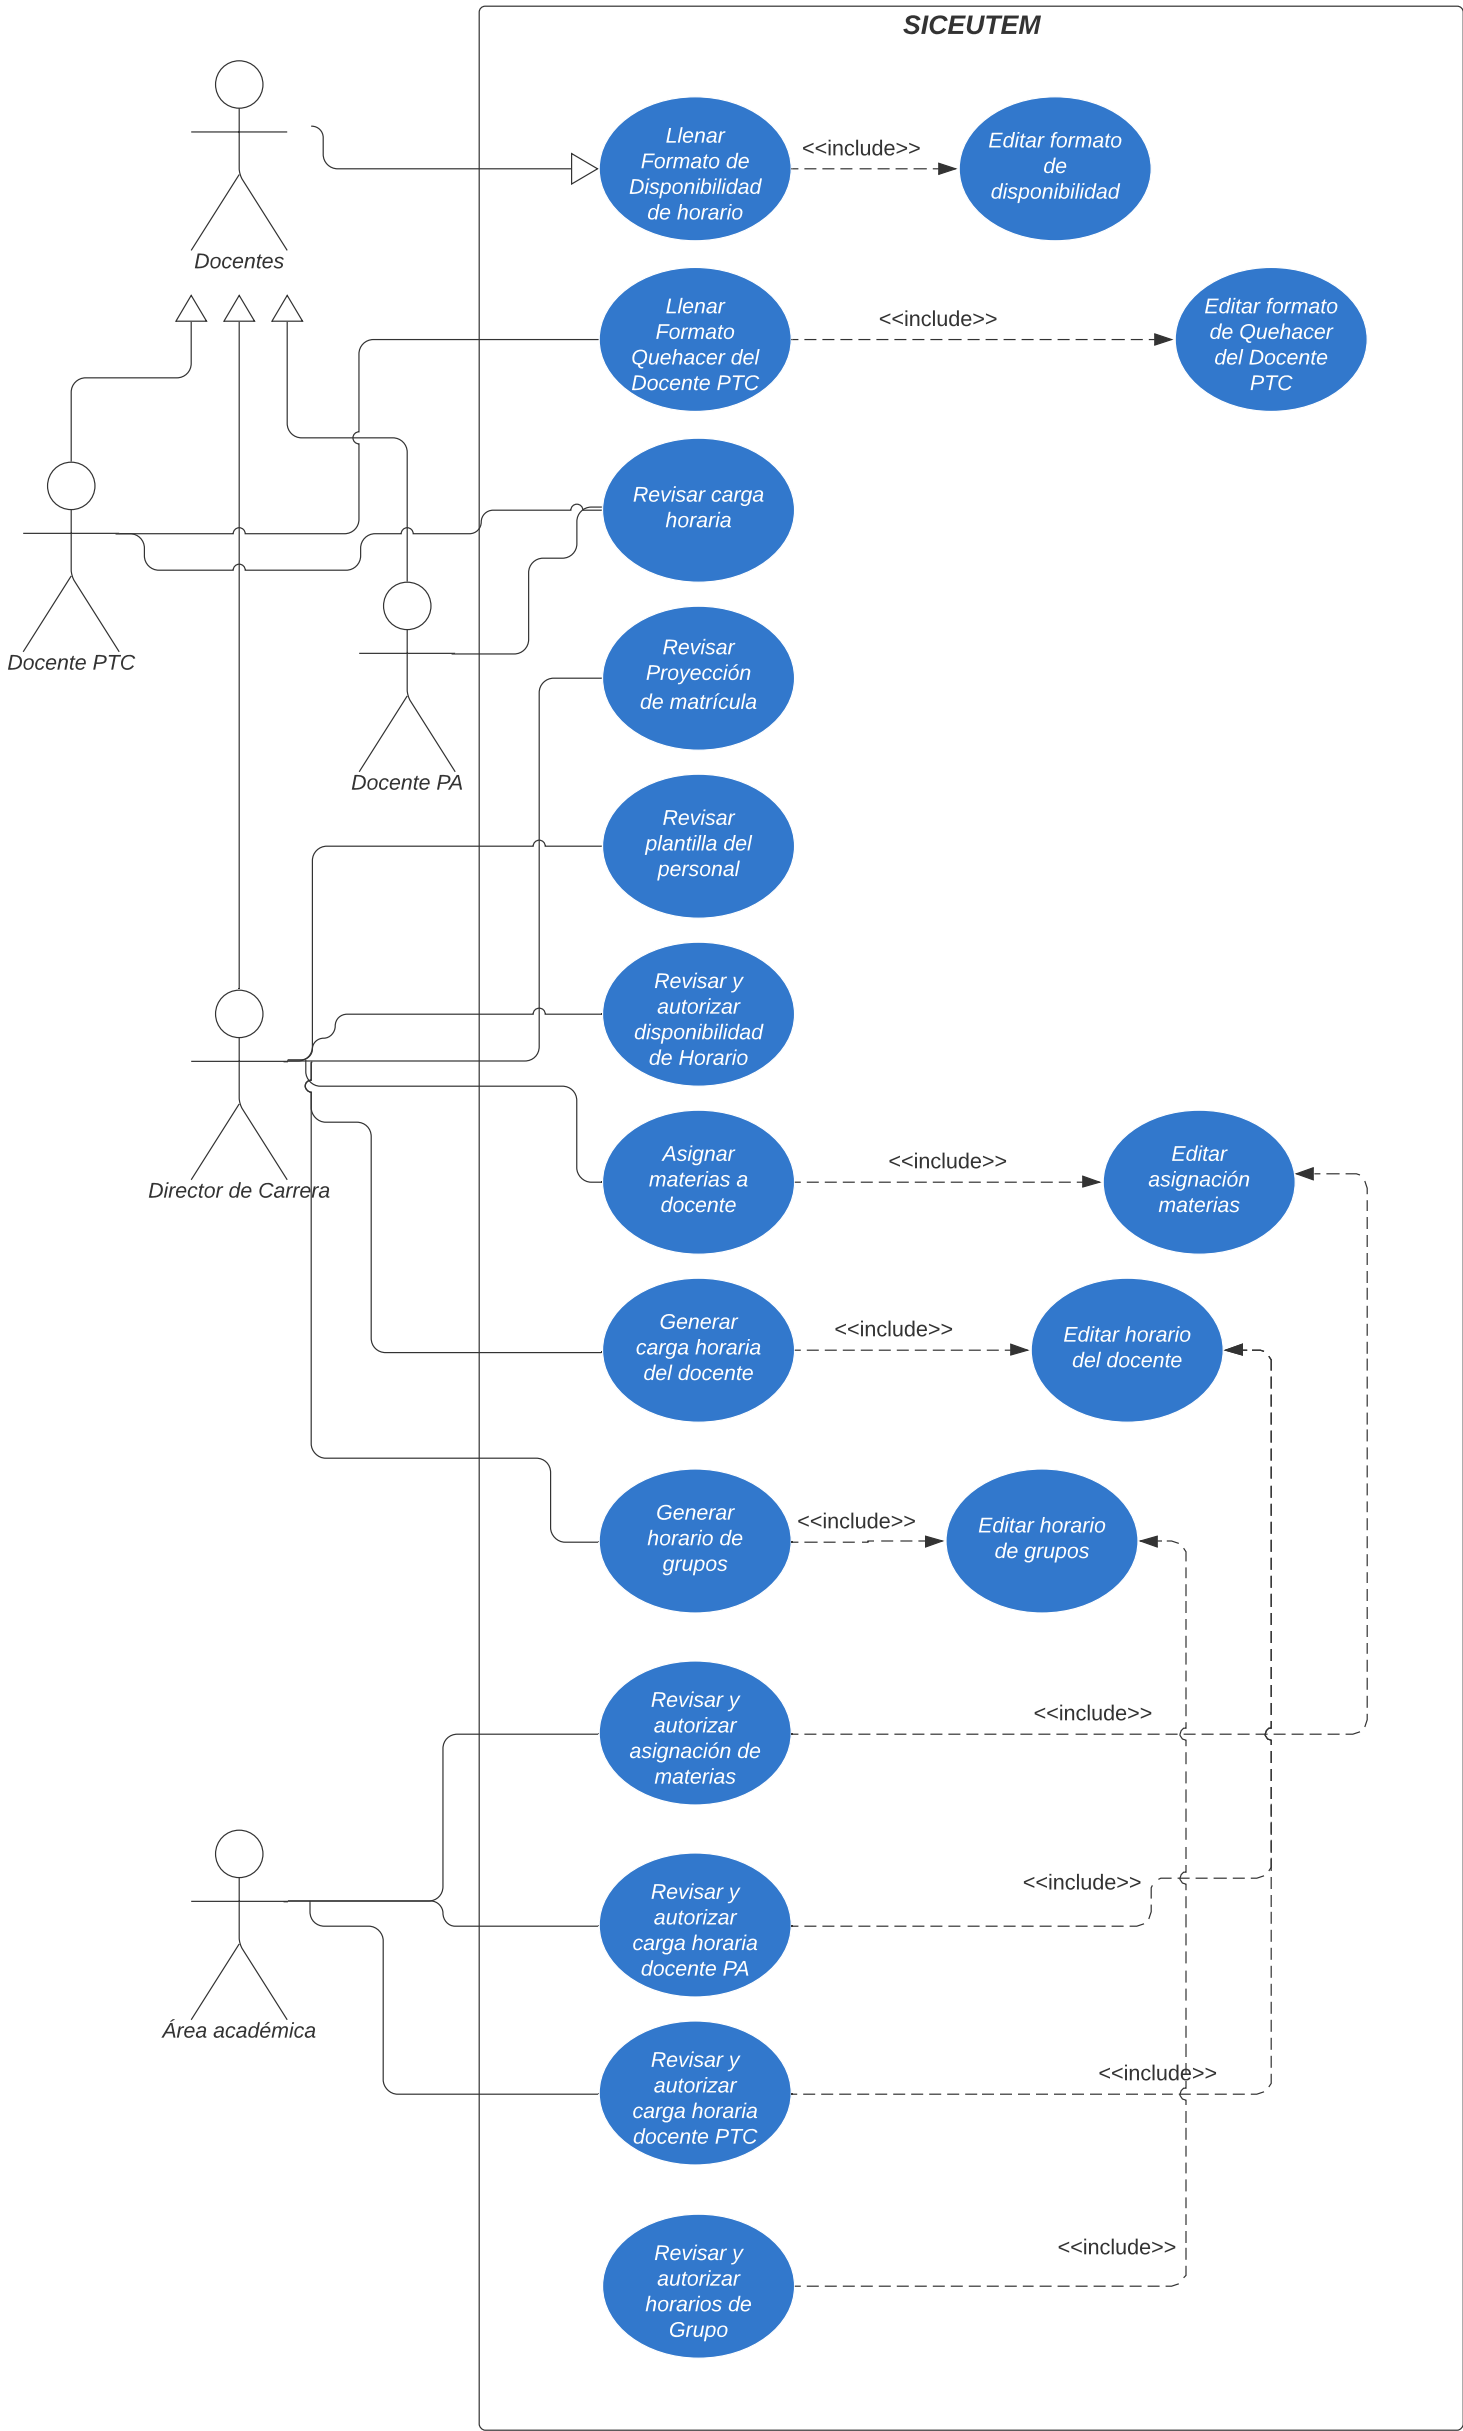 SICEUTEM
Docentes
Llenar
Formato de
Disponibilidad
de horario
<<include>>
Editar formato
de
disponibilidad
Llenar
Formato
Quehacer del
Docente PTC
<<include>>
Editar formato
de Quehacer
del Docente
PTC
Docente PTC
Revisar carga
horaria
Docente PA
Revisar
Proyección
de matrícula
Revisar
plantilla del
personal
Director de Carrera
Revisar y
autorizar
disponibilidad
de Horario
Asignar
materias a
docente
<<include>>
Editar
asignación
materias
Generar
carga horaria
del docente
<<include>>
Editar horario
del docente
Generar
horario de
grupos
<<include>>
Editar horario
de grupos
Revisar y
autorizar
asignación de
materias
<<include>>
Área académica
Revisar y
autorizar
carga horaria
docente PA
<<include>>
Revisar y
autorizar
carga horaria
docente PTC
<<include>>
Revisar y
autorizar
horarios de
Grupo
<<include>>